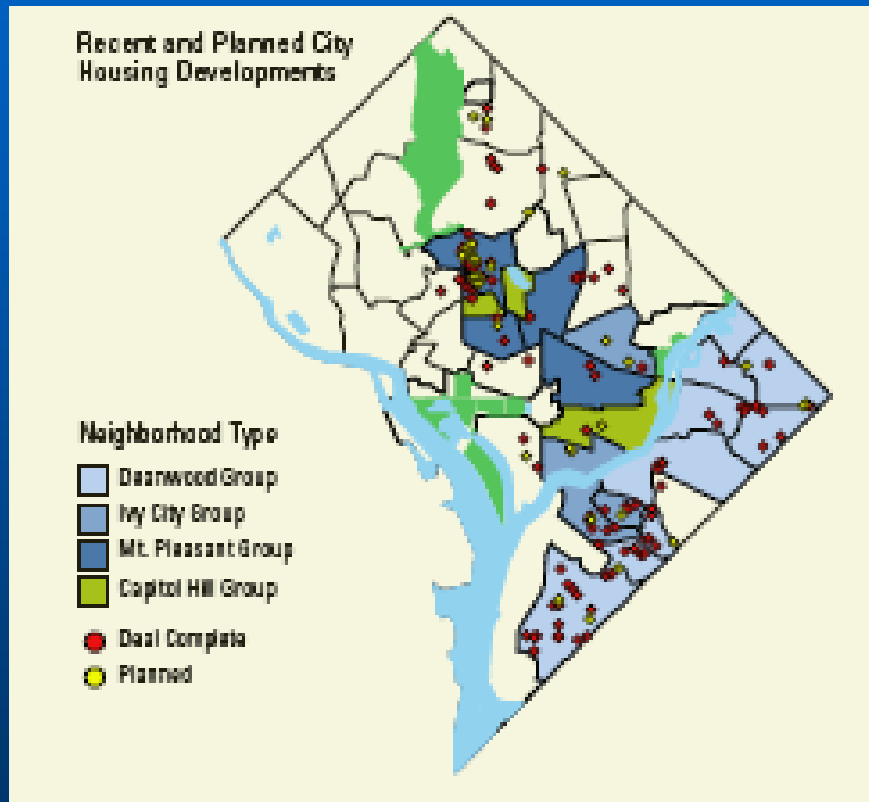 Recent and Planned City
Housing Developments
Neighborhood Type
Deanwood Group
Ivy City Group
Mt. Pleasant Group
Capitol Hill Group
Deal Complete
Planned